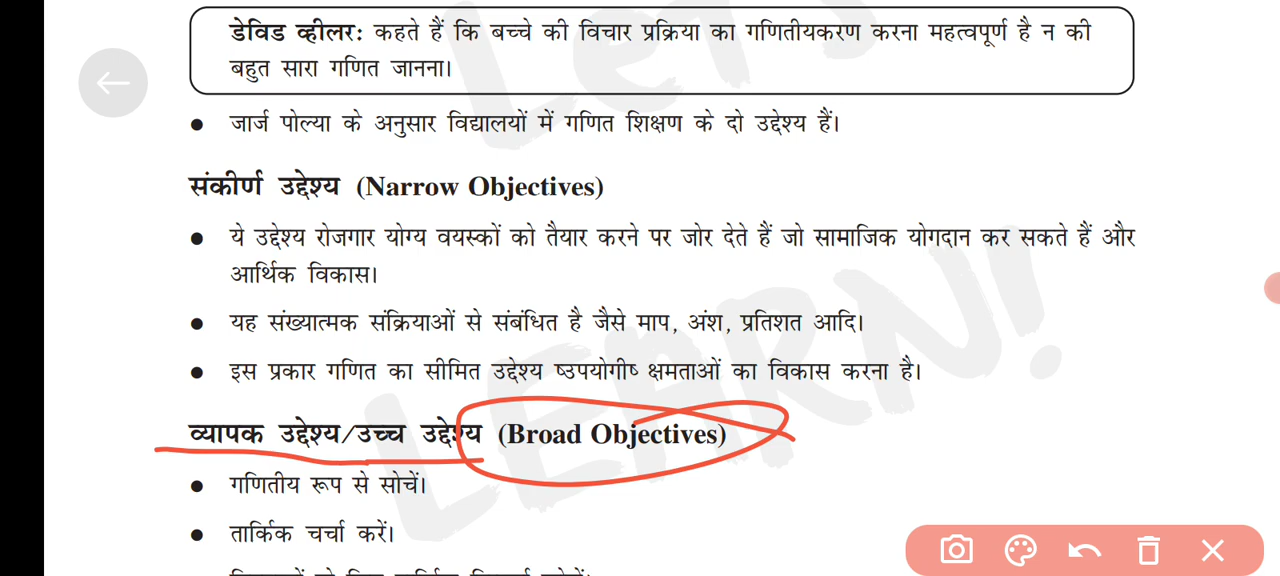 डेविड व्हीलरः कहते हैं कि बच्चे की विचार प्रक्रिया का गणितीयकरण करना महत्वपूर्ण है न की
बहुत सारा गणित जानना।
● जार्ज पोल्या के अनुसार विद्यालयों में गणित शिक्षण के दो उद्देश्य हैं।
संकीर्ण उद्देश्य (Narrow Objectives)
● ये उद्देश्य रोजगार योग्य वयस्कों को तैयार करने पर जोर देते हैं जो सामाजिक योगदान कर सकते हैं और
आर्थिक विकास।
● यह संख्यात्मक संक्रियाओं से संबंधित है जैसे माप, अंश, प्रतिशत आदि।
● इस प्रकार गणित का सीमित उद्देश्य ष्उपयोगीष् क्षमताओं का विकास करना है।
व्यापक उद्देश्य/उच्च उद्देश्य (Broad Objectives)
● गणितीय रूप से सोचें।
● तार्किक चर्चा करें।
LET'S
LEARN!